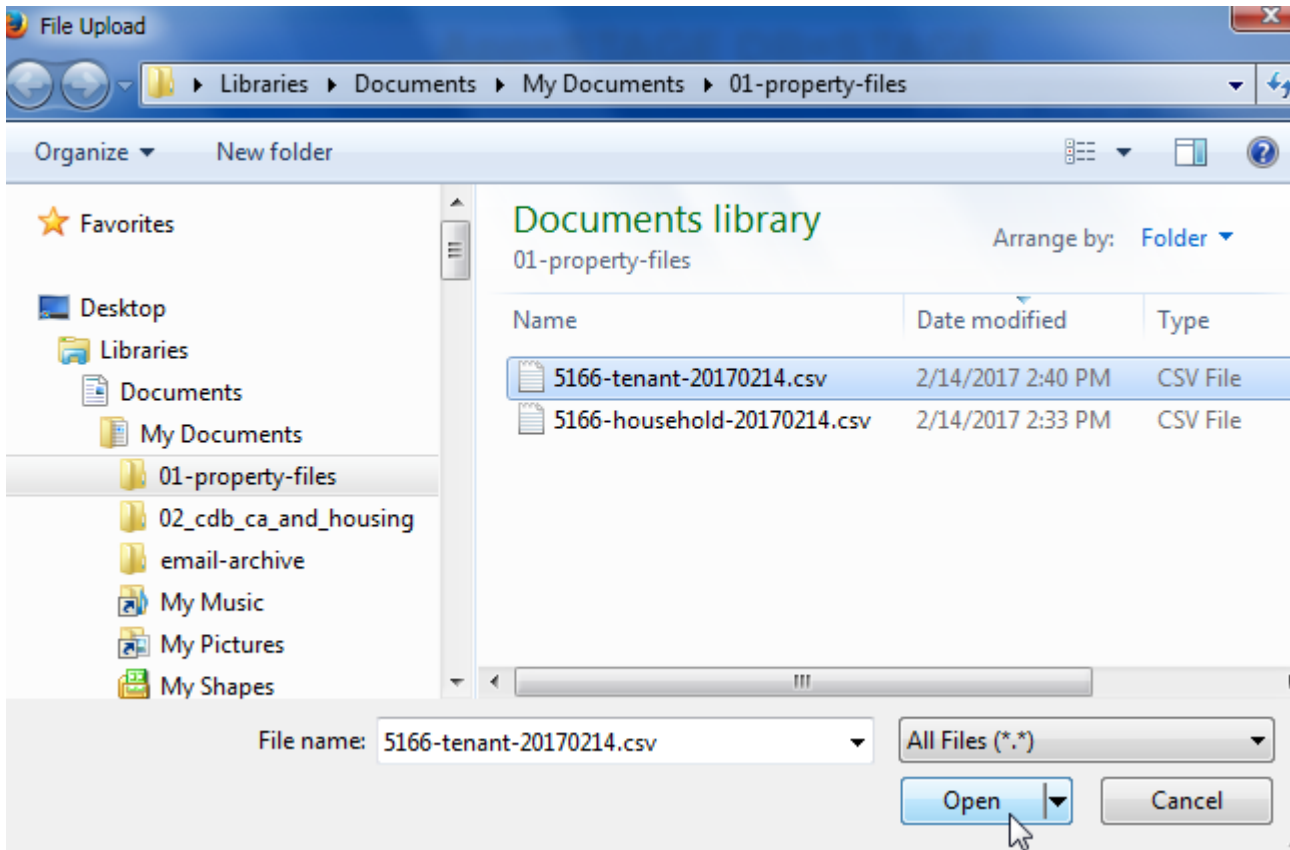 File Upload
Libraries Documents My Documents 01-property-files
Organize New folder
Favorites
Desktop
Libraries
Documents
My Documents
01-property-files
02_cdb_ca_and_housing
email-archive
My Music
My Pictures
My Shapes
Documents library
01-property-files
Arrange by: Folder
Name Date modified Type
5166-tenant-20170214.csv 2/14/2017 2:40 PM CSV File
5166-household-20170214.csv 2/14/2017 2:33 PM CSV File
File name: 5166-tenant-20170214.csv All Files (*.*)
Open Cancel